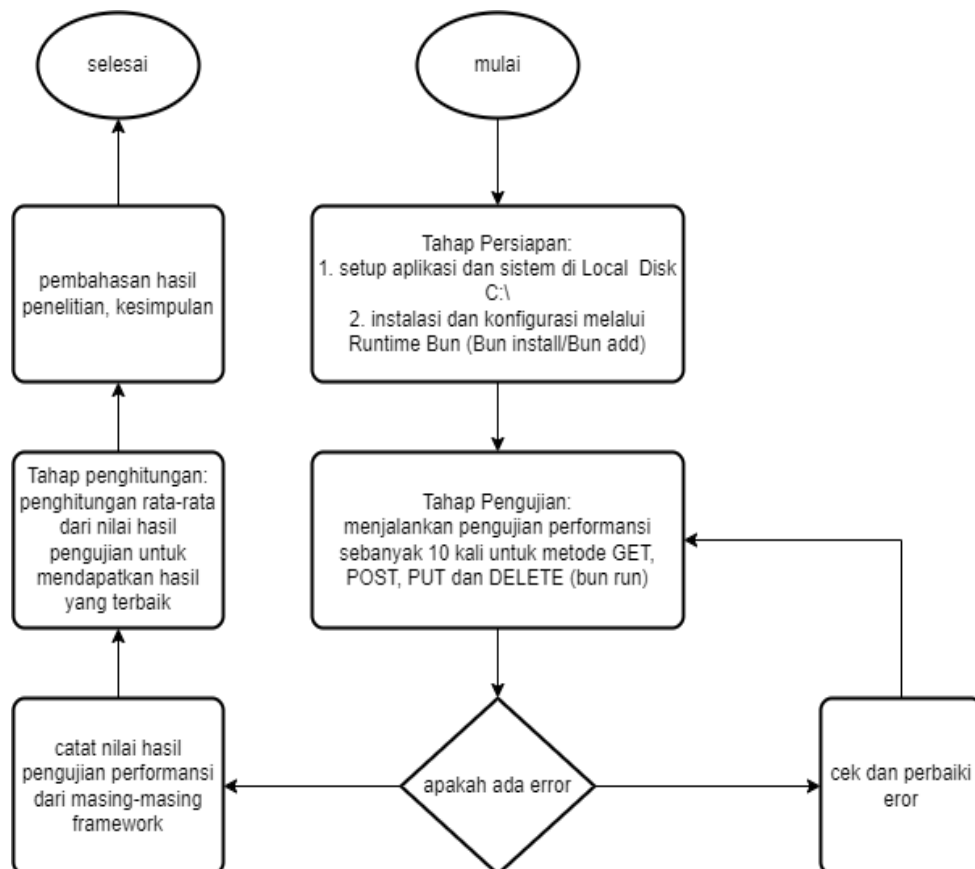 mulai
Tahap Persiapan:
1. setup aplikasi dan sistem di Local Disk
C:\
2. instalasi dan konfigurasi melalui
Runtime Bun (Bun install/Bun add)
Tahap Pengujian:
menjalankan pengujian performansi
sebanyak 10 kali untuk metode GET,
POST, PUT dan DELETE (bun run)
apakah ada error
cek dan perbaiki
eror
catat nilai hasil
pengujian performansi
dari masing-masing
framework
Tahap penghitungan:
penghitungan rata-rata
dari nilai hasil
pengujian untuk
mendapatkan hasil
yang terbaik
pembahasan hasil
penelitian, kesimpulan
selesai